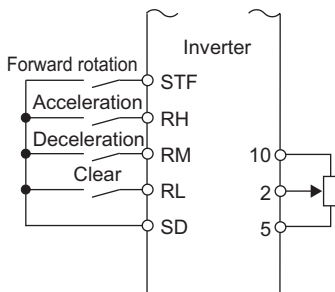 Inverter
Forward rotation
STF
Acceleration
RH
Deceleration
RM
Clear
RL
SD
10
2
5